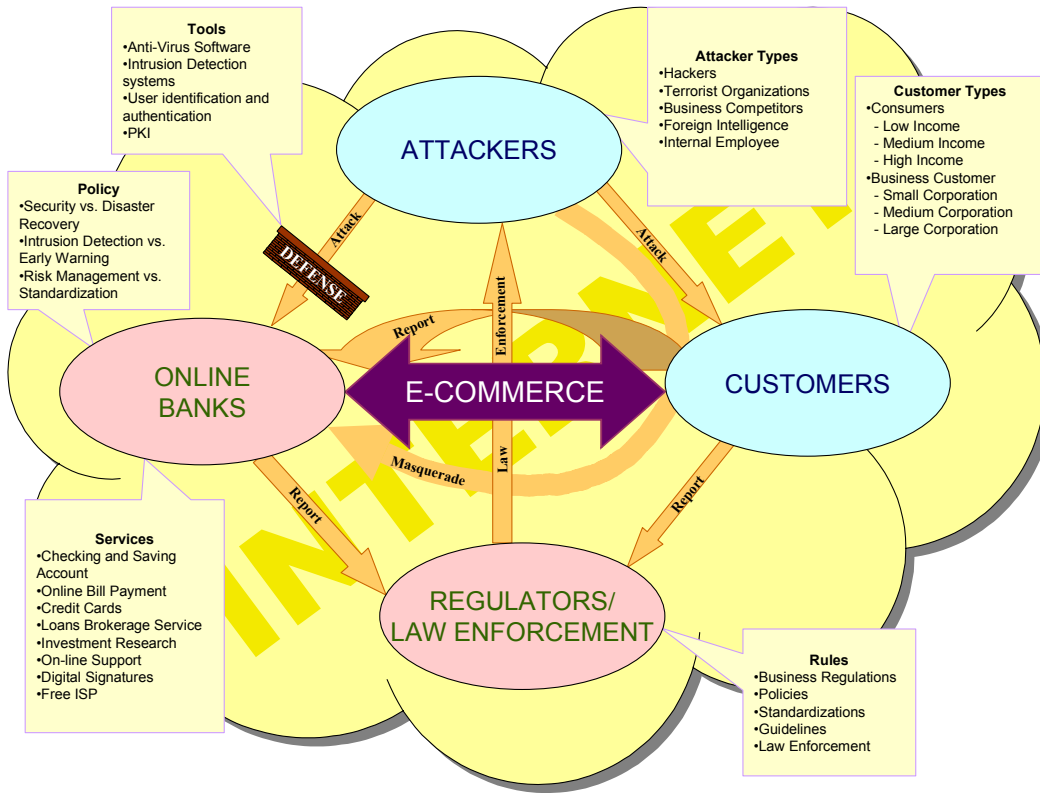 Tools
•Anti-Virus Software
•Intrusion Detection
systems
•User identification and
authentication
•PKI
Attacker Types
•Hackers
•Terrorist Organizations
•Business Competitors
•Foreign Intelligence
•Internal Employee
Customer Types
•Consumers
- Low Income
- Medium Income
- High Income
•Business Customer
- Small Corporation
- Medium Corporation
- Large Corporation
ATTACKERS
Policy
•Security vs. Disaster
Recovery
•Intrusion Detection vs.
Early Warning
•Risk Management vs.
Standardization
Attack
DEFENSE
Attack
INTERNET
Report
Enforcement
ONLINE
BANKS
E-COMMERCE
CUSTOMERS
Masquerade
Law
Report
Report
Services
•Checking and Saving
Account
•Online Bill Payment
•Credit Cards
•Loans Brokerage Service
•Investment Research
•On-line Support
•Digital Signatures
•Free ISP
REGULATORS/
LAW ENFORCEMENT
Rules
•Business Regulations
•Policies
•Standardizations
•Guidelines
•Law Enforcement